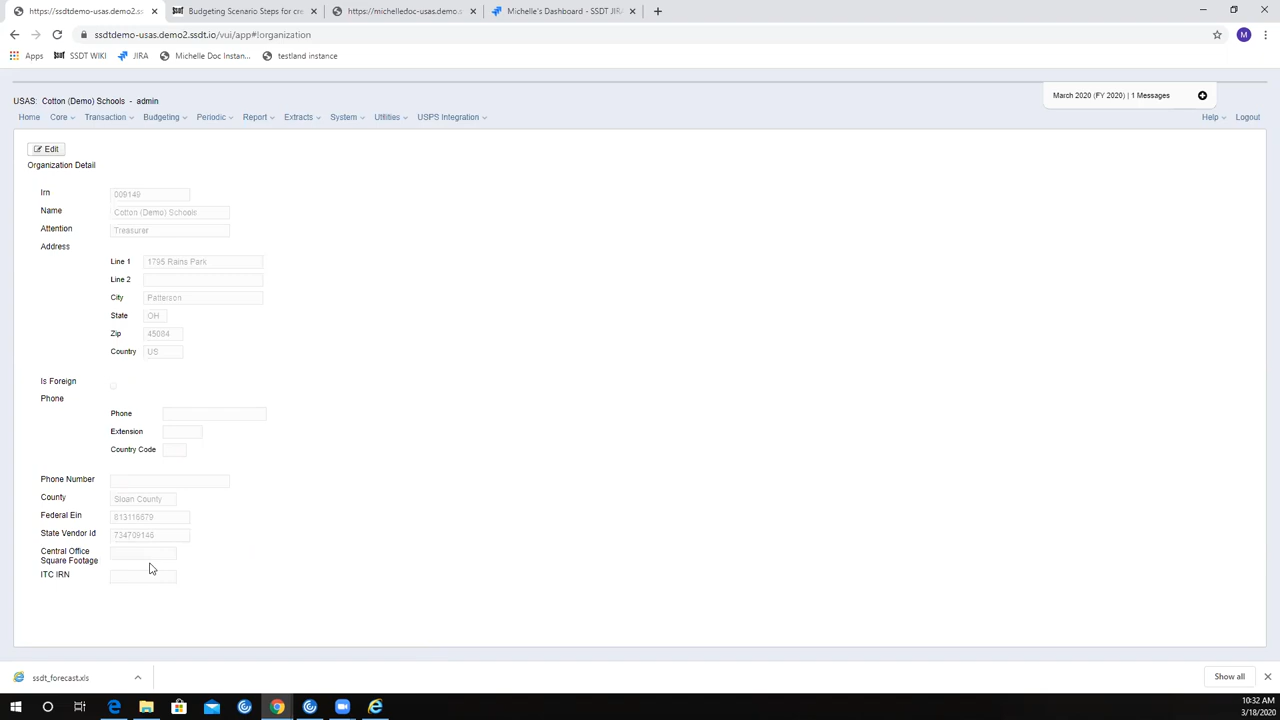 https://ssdtdemo-usas.demo2.ss
Budgeting Scenario Steps for cre
https://michelledoc-usas.demo.s
Michelle's Dashboard - SSDT JIRA
ssdtdemo-usas.demo2.ssdt.io/vui/app#!organization
M
Apps
SSDT WIKI
JIRA
Michelle Doc Instan...
testland instance
March 2020 (FY 2020) | 1 Messages
USAS: Cotton (Demo) Schools - admin
Home Core Transaction Budgeting Periodic Report Extracts System Utilities USPS Integration Help Logout
Edit
Organization Detail
Irn 009149
Name Cotton (Demo) Schools
Attention Treasurer
Address
Line 1 1795 Rains Park
Line 2
City Patterson
State OH
Zip 45084
Country US
Is Foreign
Phone
Phone
Extension
Country Code
Phone Number
County Sloan County
Federal Ein 813116679
State Vendor Id 734709146
Central Office
Square Footage
ITC IRN
ssdt_forecast.xls
Show all
10:32 AM
3/18/2020